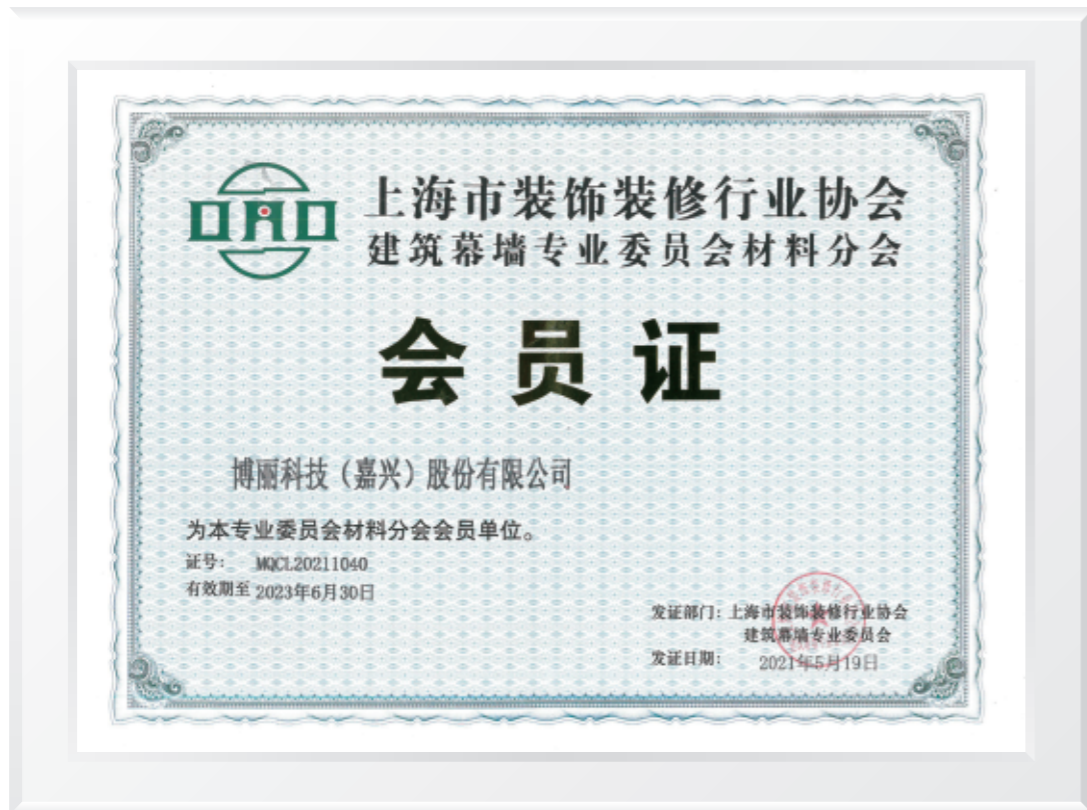 上海市装饰装修行业协会
建筑幕墙专业委员会材料分会
会员证
博丽科技（嘉兴）股份有限公司
为本专业委员会材料分会会员单位。
证号： MQCL20211040
有效期至 2023年6月30日
发证部门：上海市装饰装修行业协会
建筑幕墙专业委员会
发证日期： 2021年5月19日